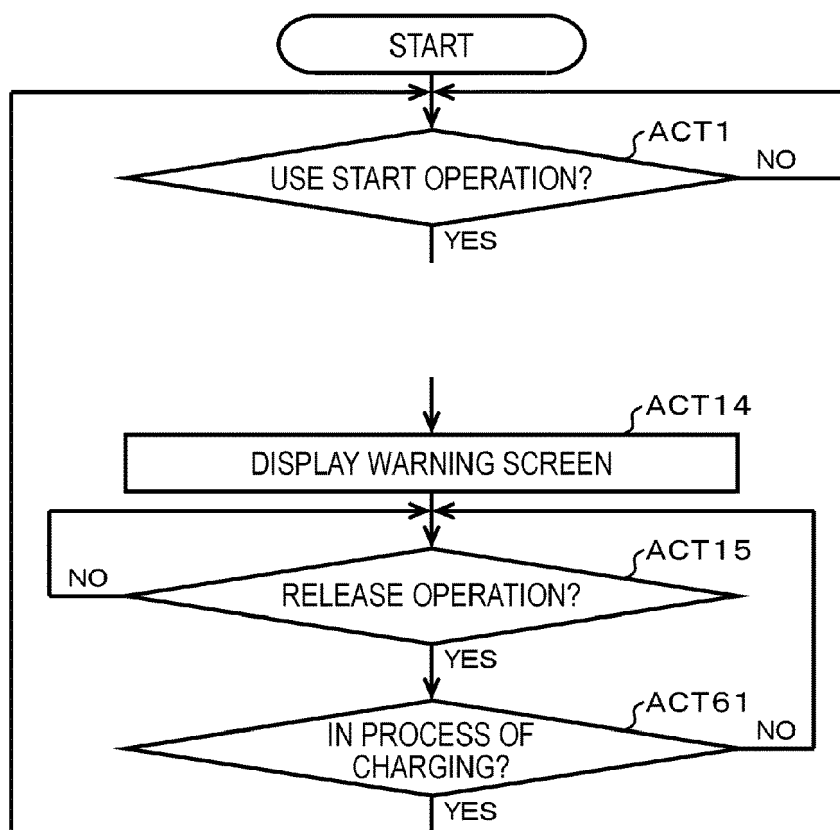 START
ACT1
USE START OPERATION?
NO
YES
ACT14
DISPLAY WARNING SCREEN
ACT15
NO
RELEASE OPERATION?
YES
ACT61
IN PROCESS OF
CHARGING?
NO
YES